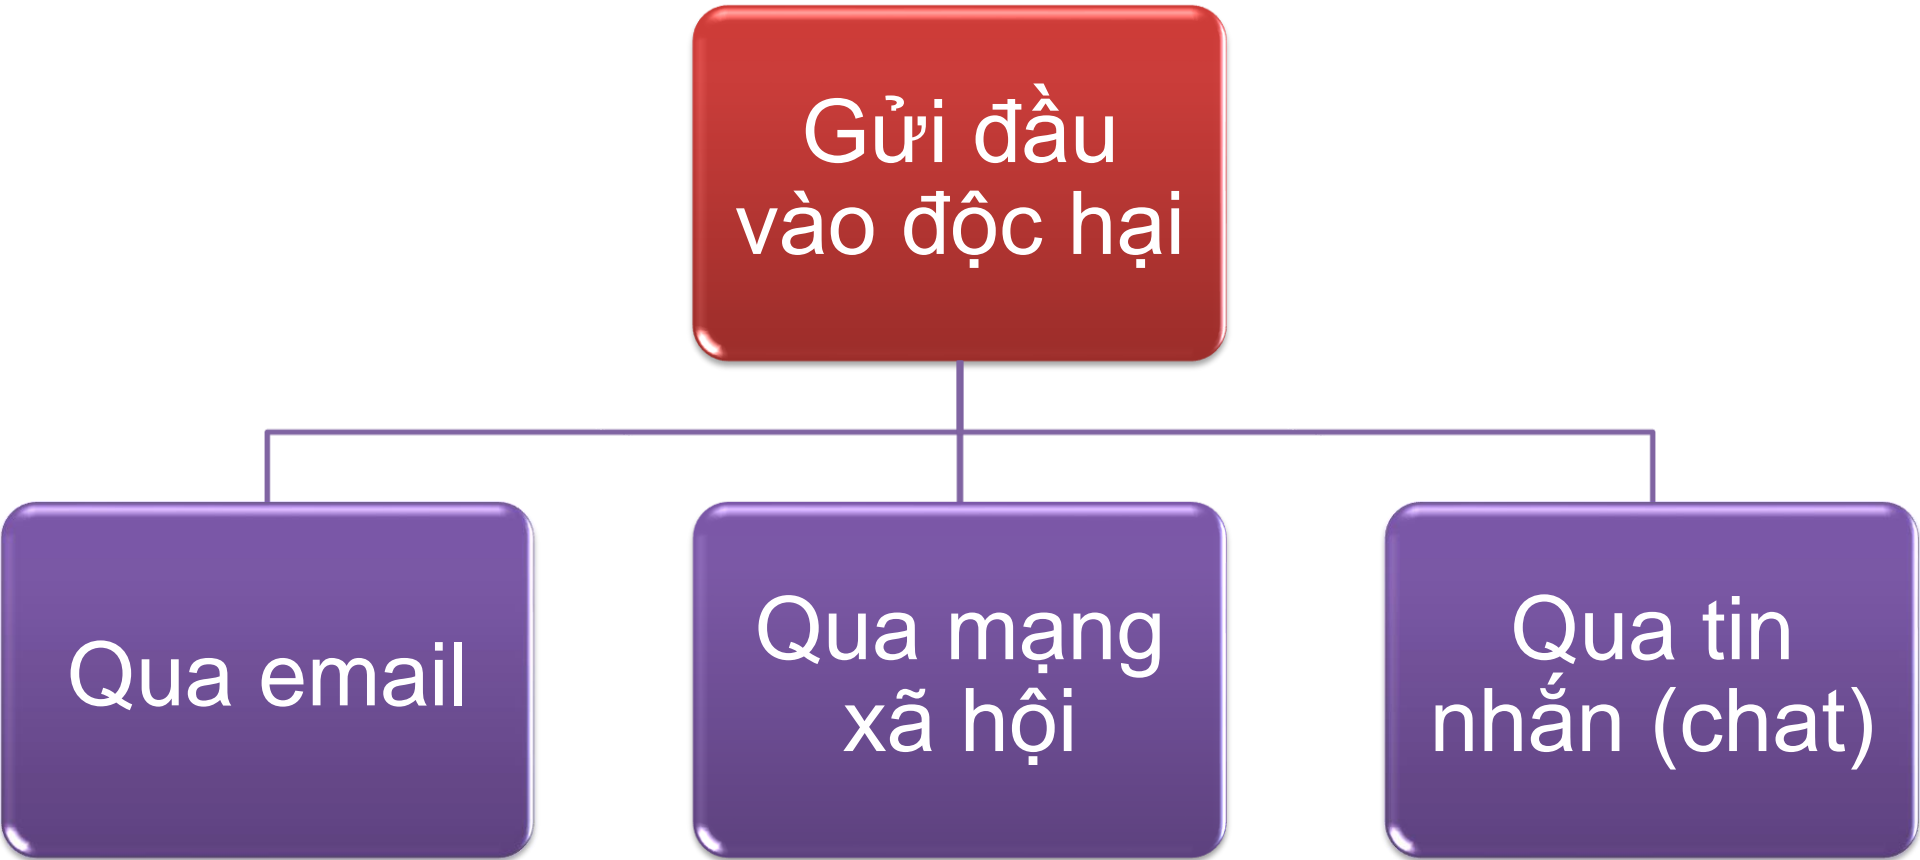 Gửi đầu
vào độc hại
Qua email
Qua mạng
xã hội
Qua tin
nhắn (chat)